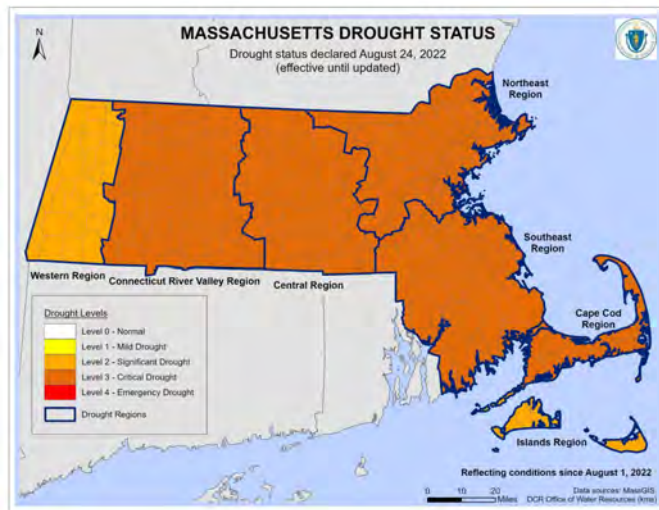 MASSACHUSETTS DROUGHT STATUS
Drought status declared August 24, 2022
(effective until updated)
N
Northeast
Region
Southeast
Region
Cape Cod
Region
Western Region
Connecticut River Valley Region
Central Region
Drought Levels
Level 0 - Normal
Level 1 - Mild Drought
Level 2 - Significant Drought
Level 3 - Critical Drought
Level 4 - Emergency Drought
Drought Regions
Islands Region
Reflecting conditions since August 1, 2022
0 10 20
Miles
Data sources: MassGIS
DCR Office of Water Resources (kms)